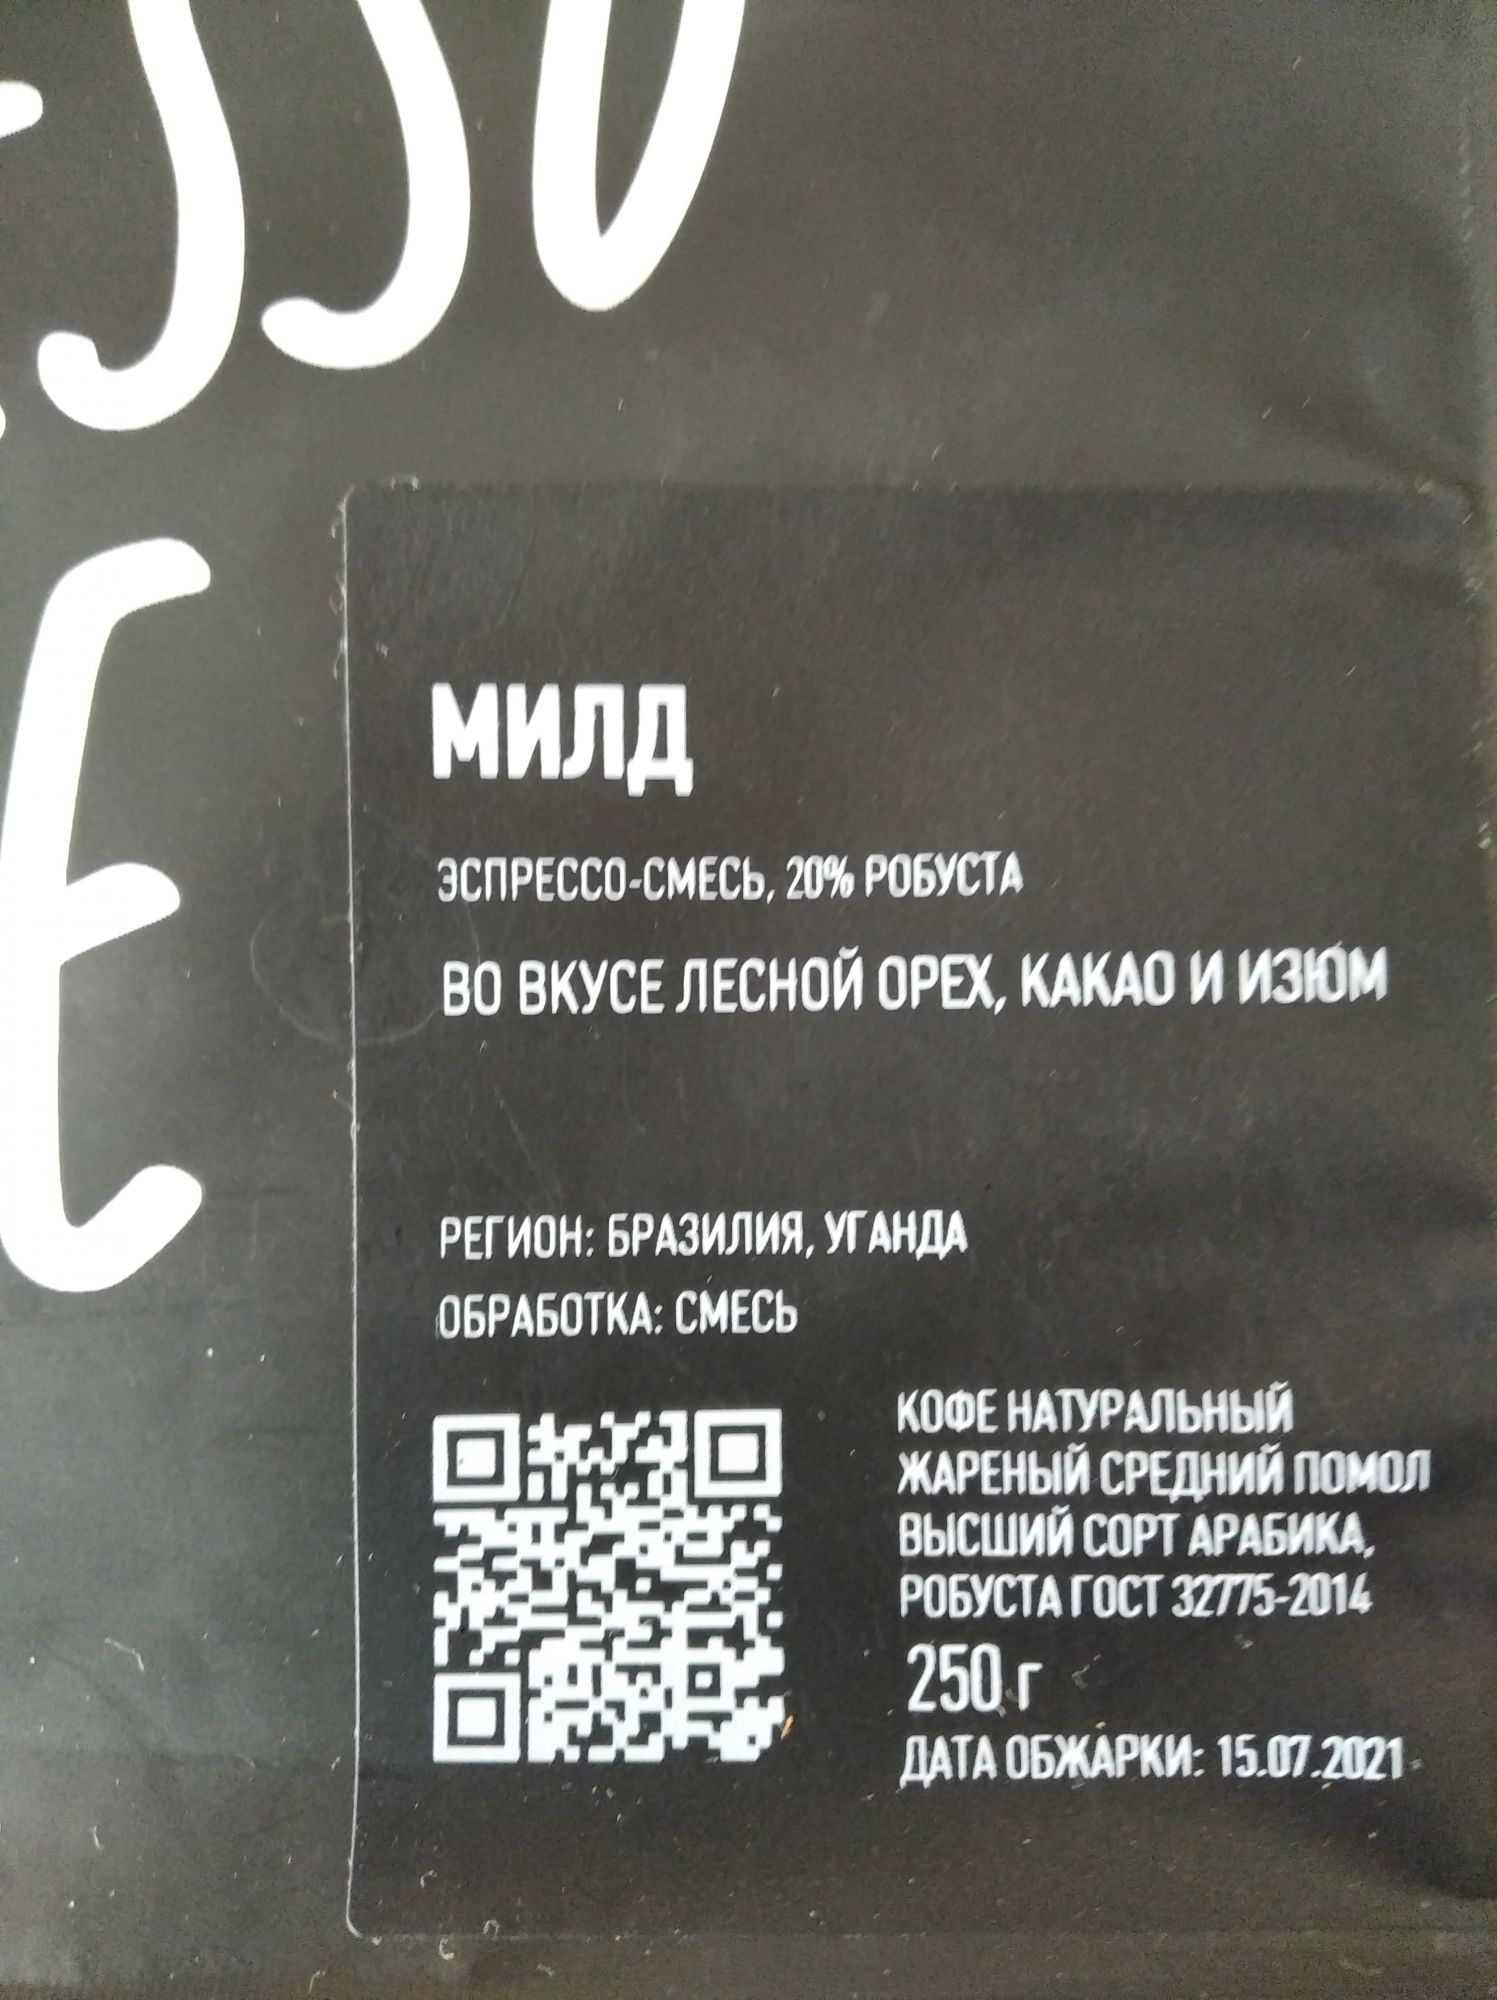 МИЛД
ЭСПРЕССО-СМЕСЬ, 20% РОБУСТА
ВО ВКУСЕ ЛЕСНОЙ ОРЕХ, КАКАО И ИЗЮМ
РЕГИОН: БРАЗИЛИЯ, УГАНДА
ОБРАБОТКА: СМЕСЬ
КОФЕ НАТУРАЛЬНЫЙ
ЖАРЕНЫЙ СРЕДНИЙ ПОМОЛ
ВЫСШИЙ СОРТ АРАБИКА,
РОБУСТА ГОСТ 32775-2014
250 г
ДАТА ОБЖАРКИ: 15.07.2021